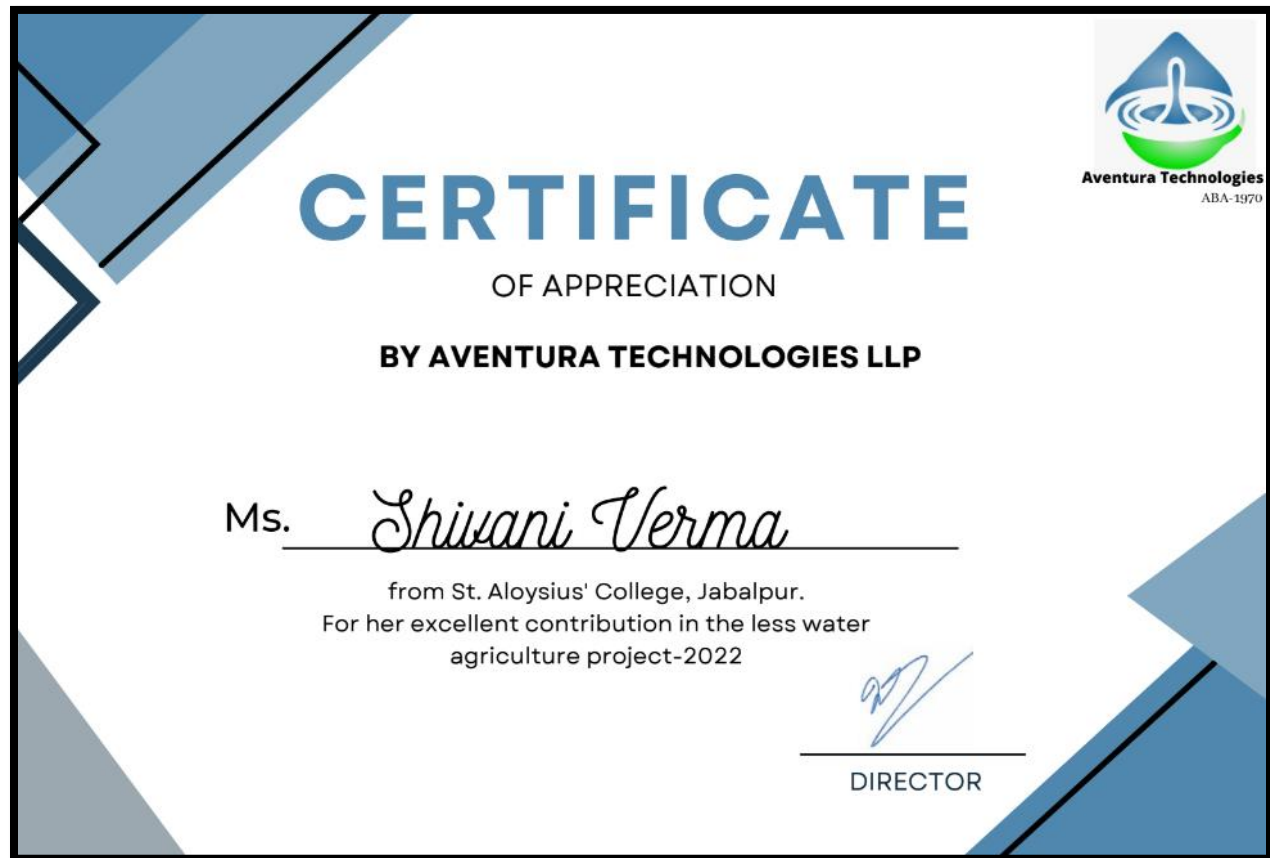 Aventura Technologies
ABA-1970
CERTIFICATE
OF APPRECIATION
BY AVENTURA TECHNOLOGIES LLP
Ms. Shivani Verma
from St. Aloysius' College, Jabalpur.
For her excellent contribution in the less water
agriculture project-2022
DIRECTOR